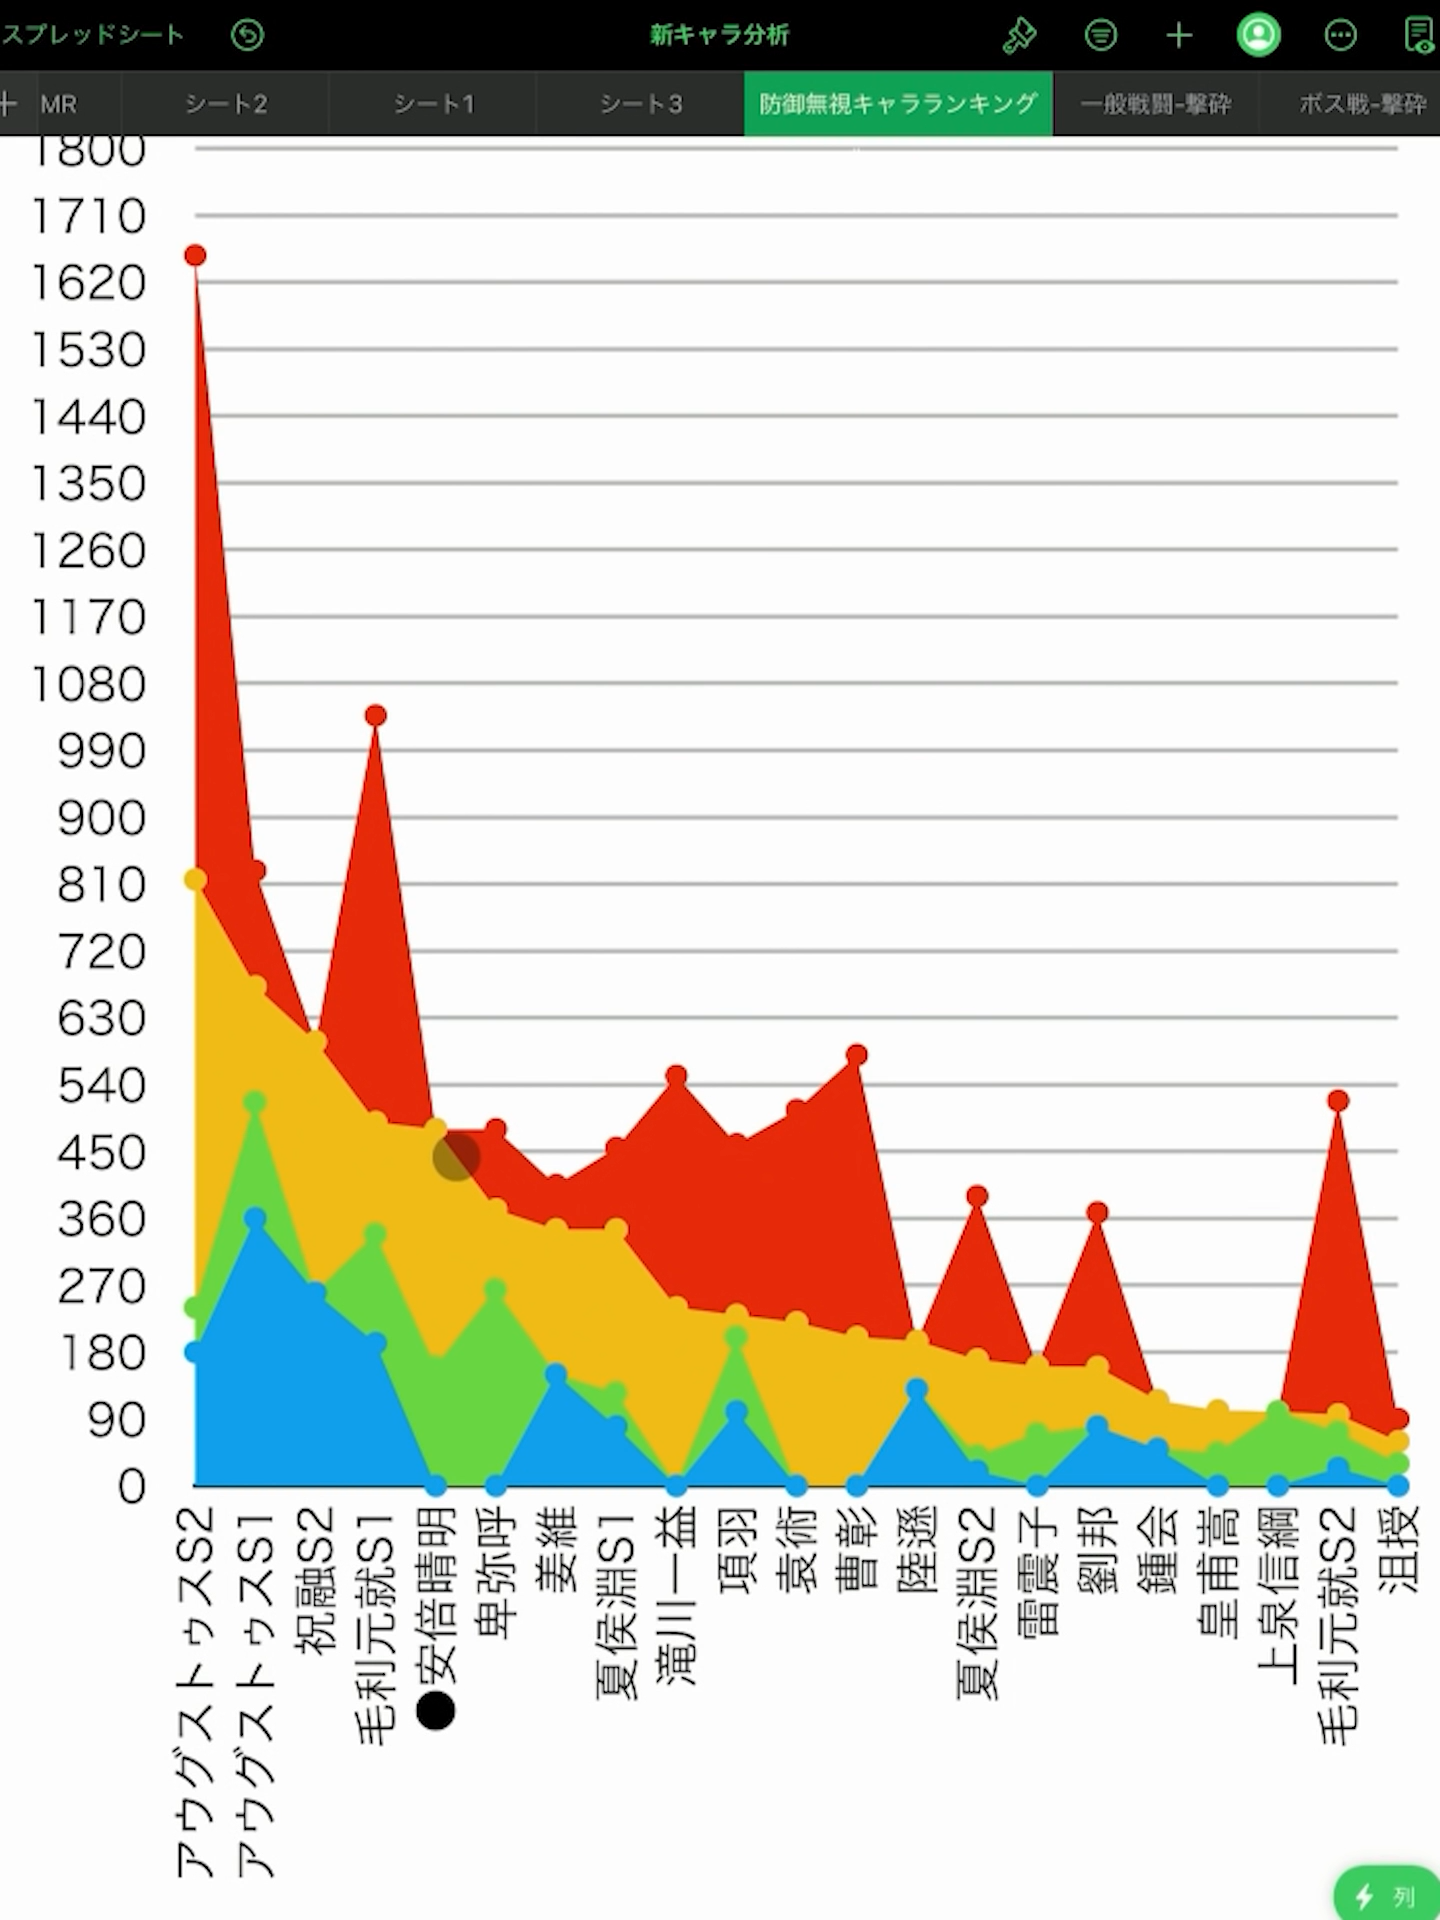 スプレッドシート
新キャラ分析
MR
シート2
シート1
シート3
防御無視キャラランキング
一般戦闘-撃砕
ボス戦-撃砕
1800
1710
1620
1530
1440
1350
1260
1170
1080
990
900
810
720
630
540
450
360
270
180
90
0
アウグストゥスS2
アウグストゥスS1
祝融S2
毛利元就S1
●安倍晴明
卑弥呼
姜維
夏侯淵S1
滝川一益
項羽
袁術
曹彰
陸遜
夏侯淵S2
雷震子
劉邦
鍾会
皇甫嵩
上泉信綱
毛利元就S2
沮授
列